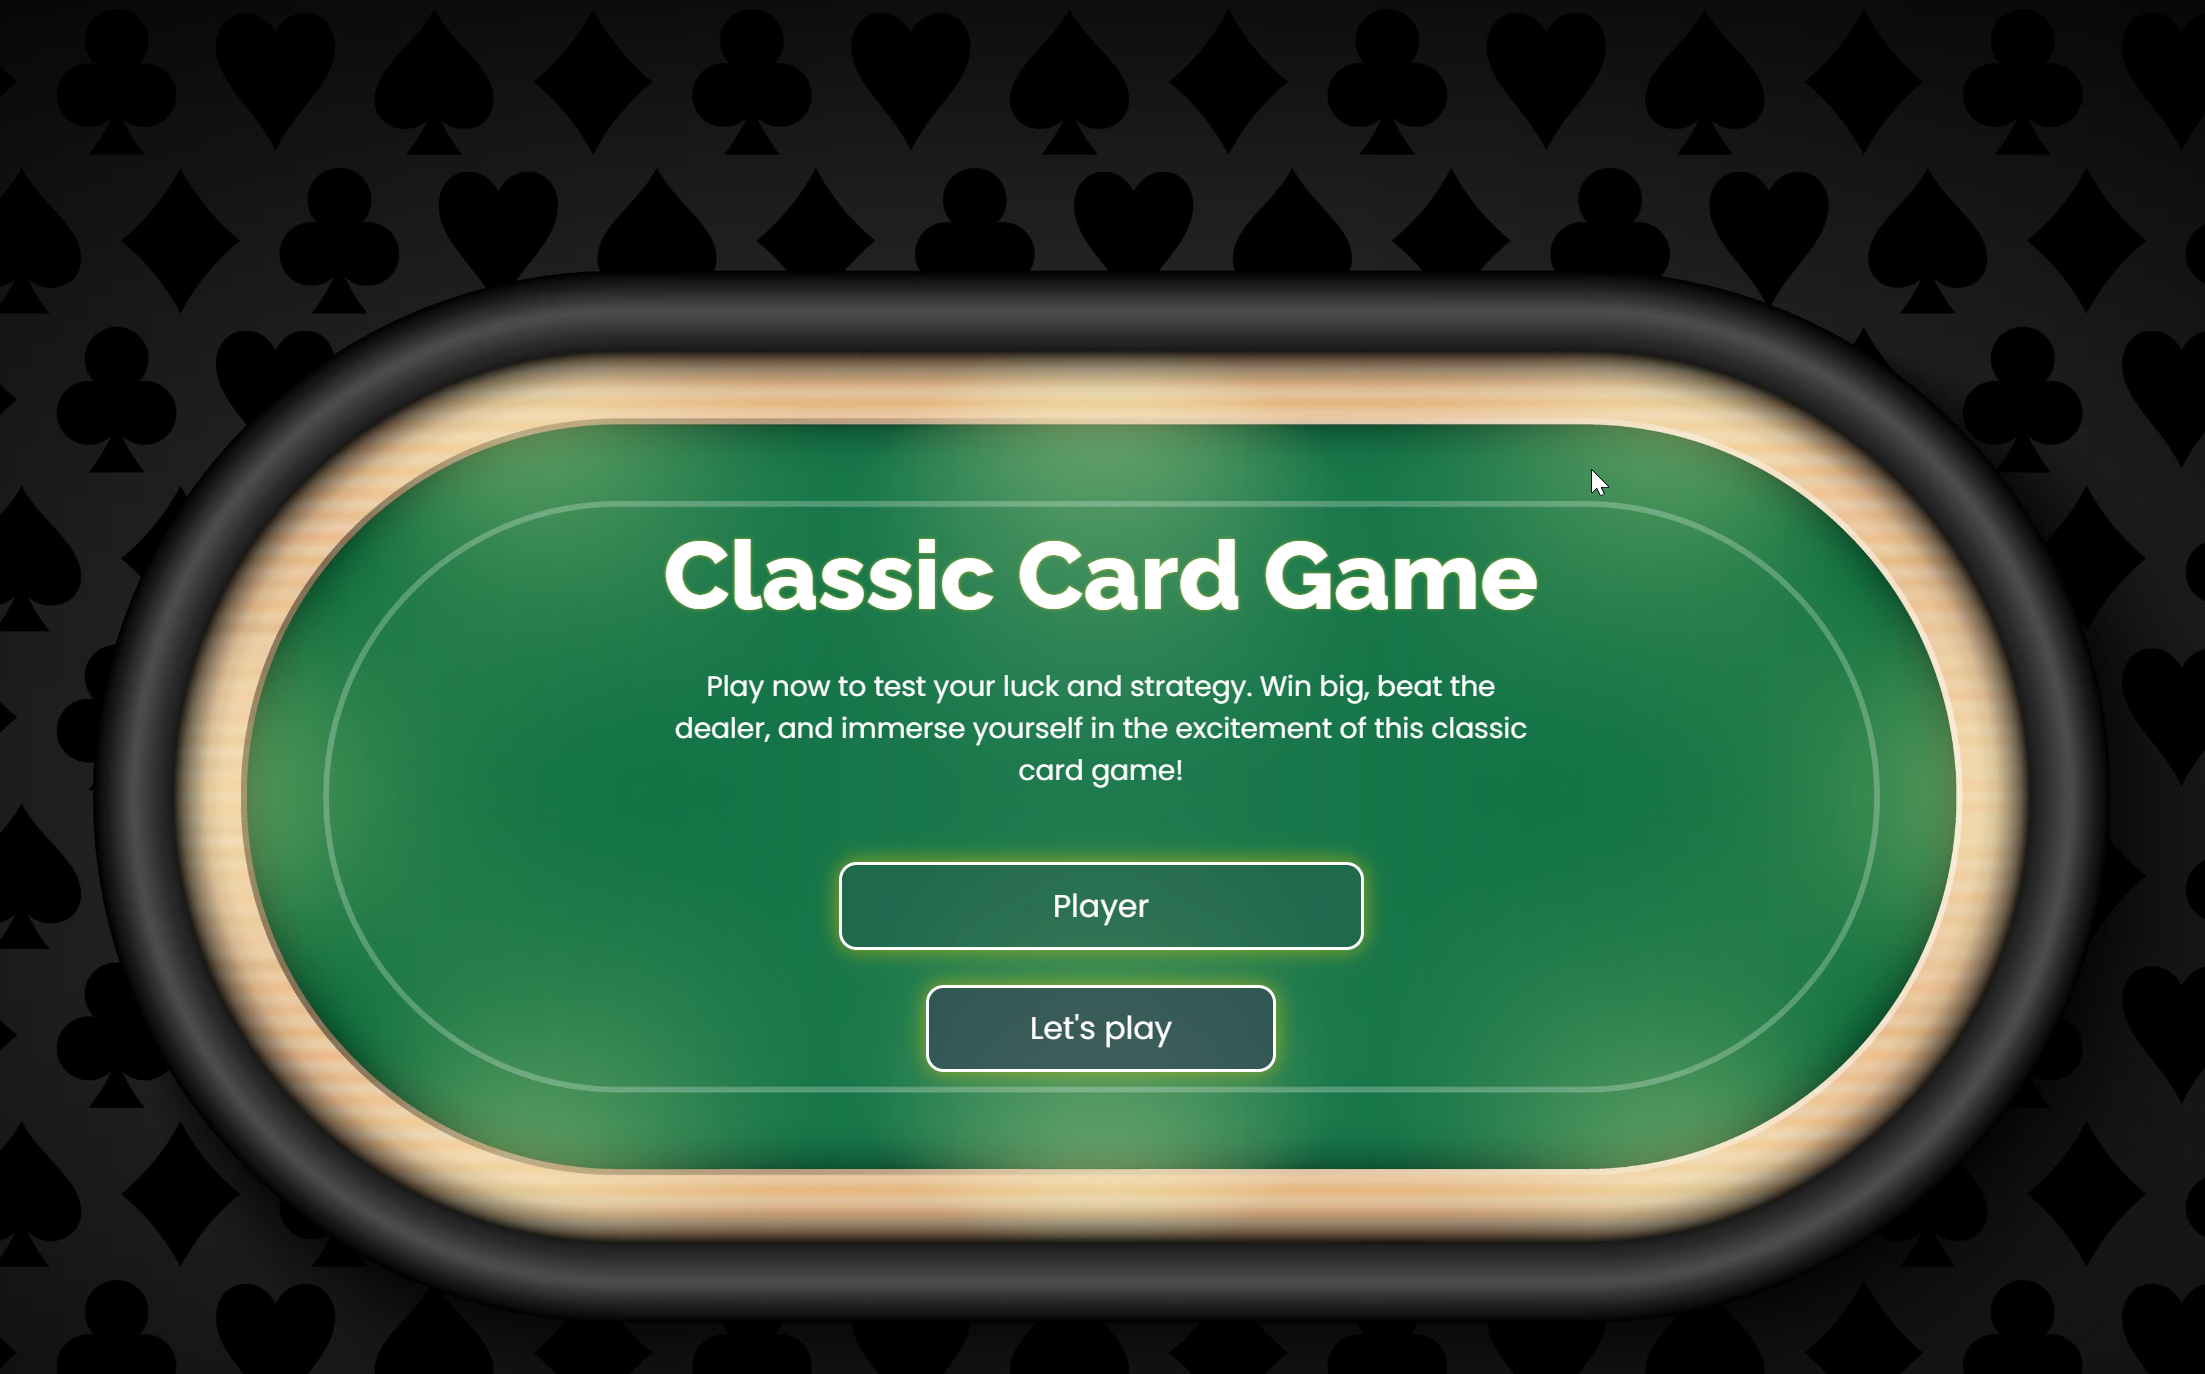 Classic Card Game
Play now to test your luck and strategy. Win big, beat the
dealer, and immerse yourself in the excitement of this classic
card game!
Player
Let's play